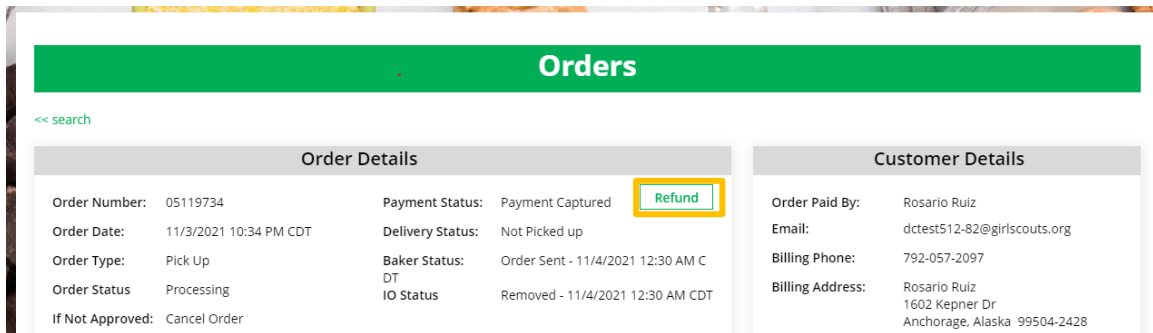 Orders
<< search
Order Details
Order Number: 05119734
Payment Status: Payment Captured
Refund
Order Date: 11/3/2021 10:34 PM CDT
Delivery Status: Not Picked up
Order Type: Pick Up
Baker Status: Order Sent - 11/4/2021 12:30 AM C
DT
Order Status Processing
IO Status Removed - 11/4/2021 12:30 AM CDT
If Not Approved: Cancel Order
Customer Details
Order Paid By: Rosario Ruiz
Email: dctest512-82@girlscouts.org
Billing Phone: 792-057-2097
Billing Address: Rosario Ruiz
1602 Kepner Dr
Anchorage, Alaska 99504-2428